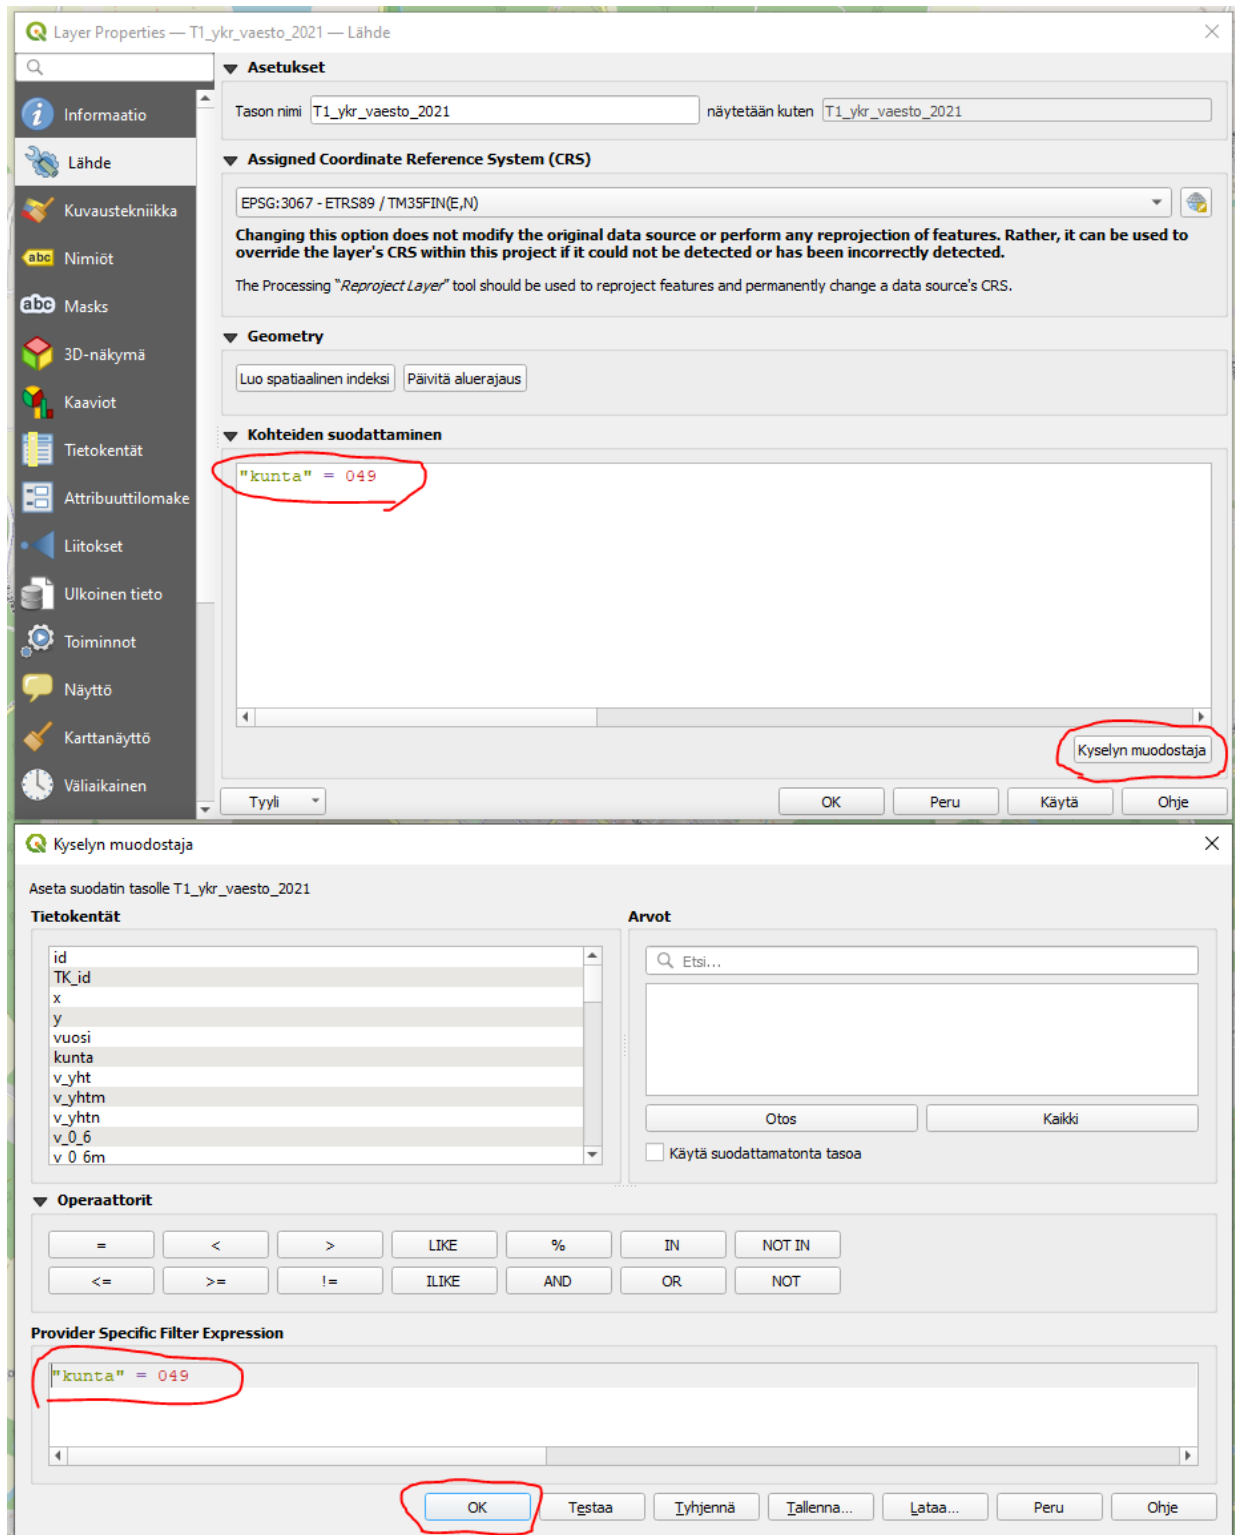 Layer Properties — T1_ykr_vaesto_2021 — Lähde
Asetukset
Informaatio
Lähde
Kuvaustekniikka
Nimiöt
Masks
3D-näkymä
Kaaviot
Tietokentät
Attribuuttilomake
Liitokset
Ulkoinen tieto
Toiminnot
Näyttö
Karttanäyttö
Väliaikainen
Tason nimi T1_ykr_vaesto_2021 näytetään kuten T1_ykr_vaesto_2021
Assigned Coordinate Reference System (CRS)
EPSG:3067 - ETRS89 / TM35FIN(E,N)
Changing this option does not modify the original data source or perform any reprojection of features. Rather, it can be used to
override the layer's CRS within this project if it could not be detected or has been incorrectly detected.
The Processing "Reproject Layer" tool should be used to reproject features and permanently change a data source's CRS.
Geometry
Luo spatiaalinen indeksi Päivitä aluerajaus
Kohteiden suodattaminen
"kunta" = 049
Kyselyn muodostaja
Tyyli OK Peru Käytä Ohje
Kyselyn muodostaja
Aseta suodatin tasolle T1_ykr_vaesto_2021
Tietokentät
id
TK_id
x
y
vuosi
kunta
v_yht
v_yhtm
v_yhtn
v_0_6
v_0_6m
Arvot
Etsi...
Otos Kaikki
Käytä suodattamatonta tasoa
Operaattorit
= < > LIKE % IN NOT IN
<= >= != ILIKE AND OR NOT
Provider Specific Filter Expression
"kunta" = 049
OK Testaa Tyhjennä Tallenna... Lataa... Peru Ohje
abc
abc